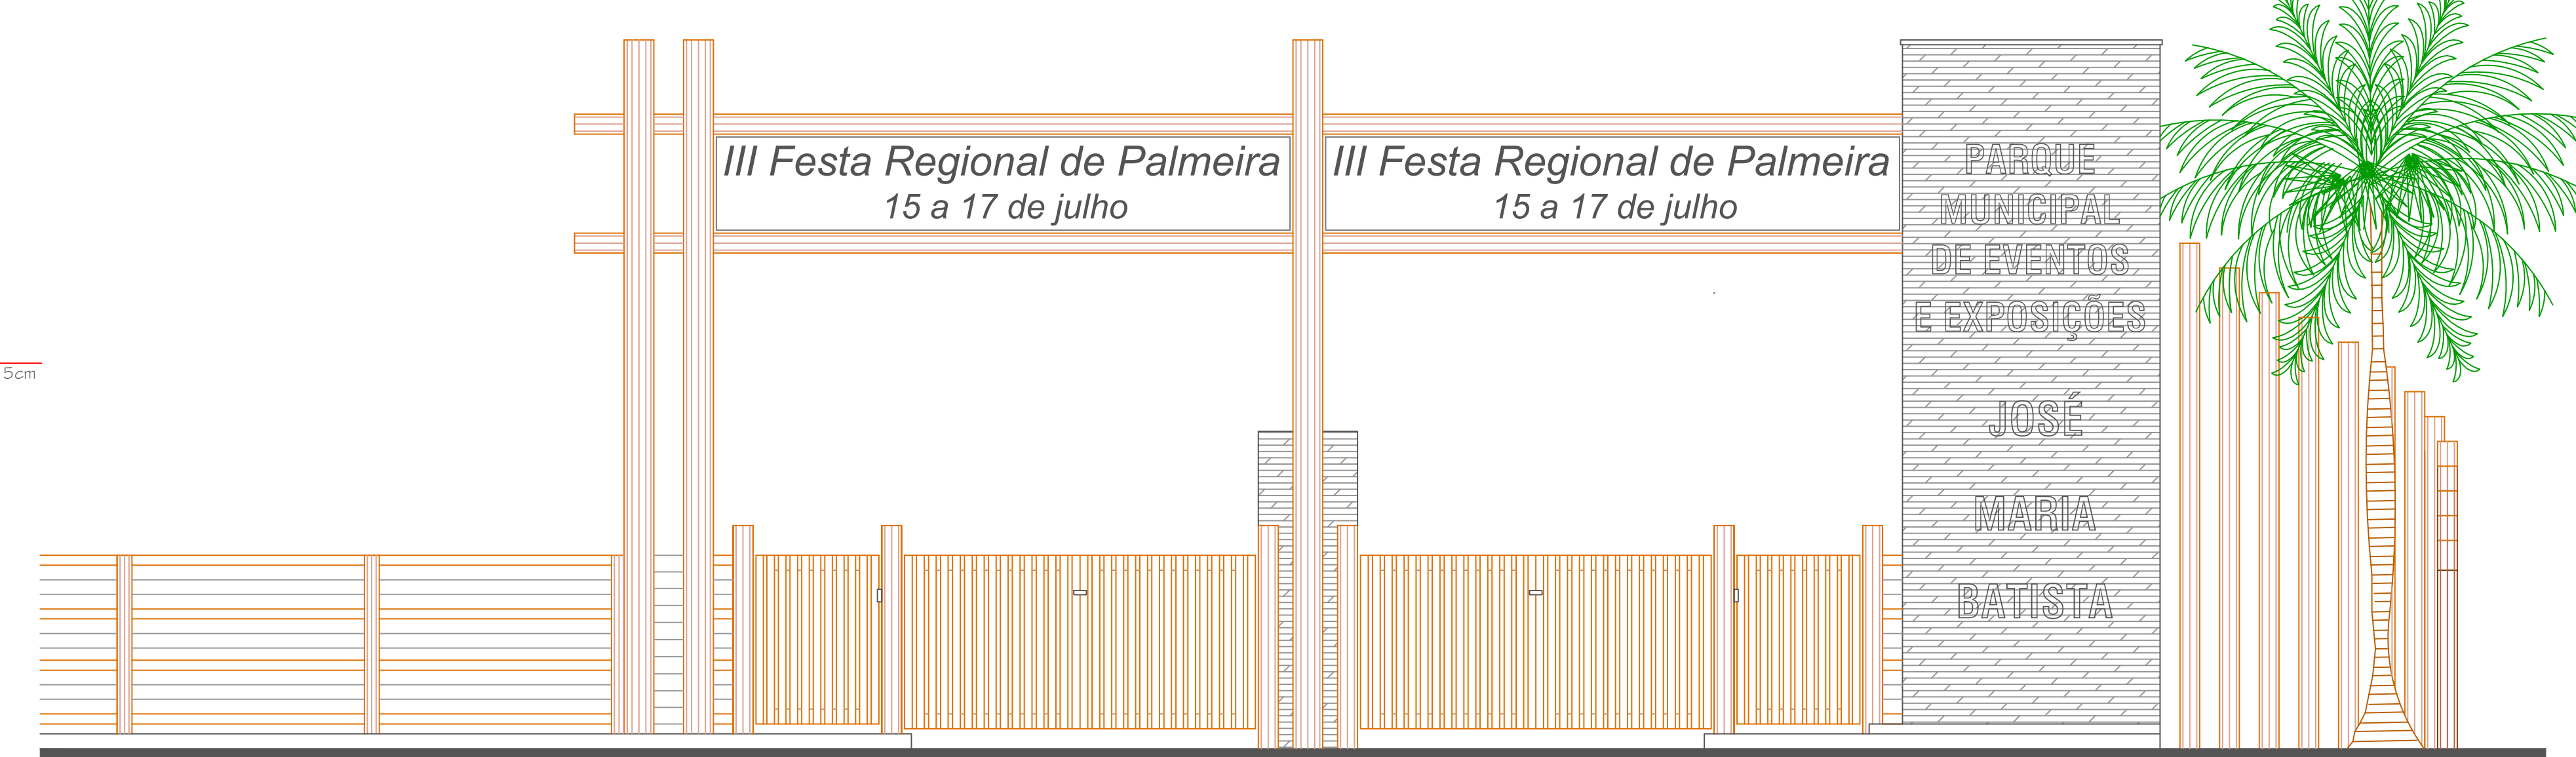 III Festa Regional de Palmeira
15 a 17 de julho
III Festa Regional de Palmeira
15 a 17 de julho
PARQUE
MUNICIPAL
DE EVENTOS
E EXPOSIÇÕES
JOSÉ
MARIA
BATISTA
5cm